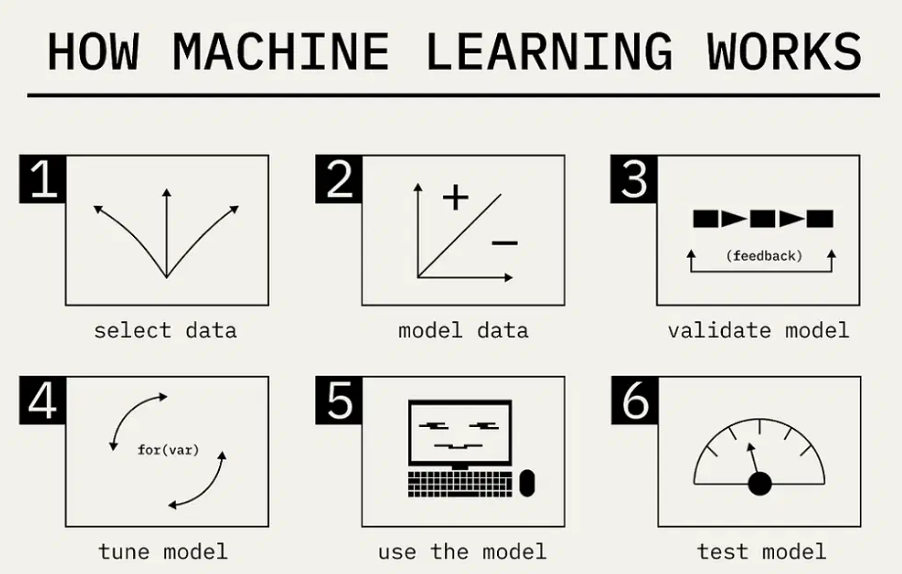 HOW MACHINE LEARNING WORKS
1
select data
2
+
−
model data
3
(feedback)
validate model
4
for(var)
tune model
5
use the model
6
test model